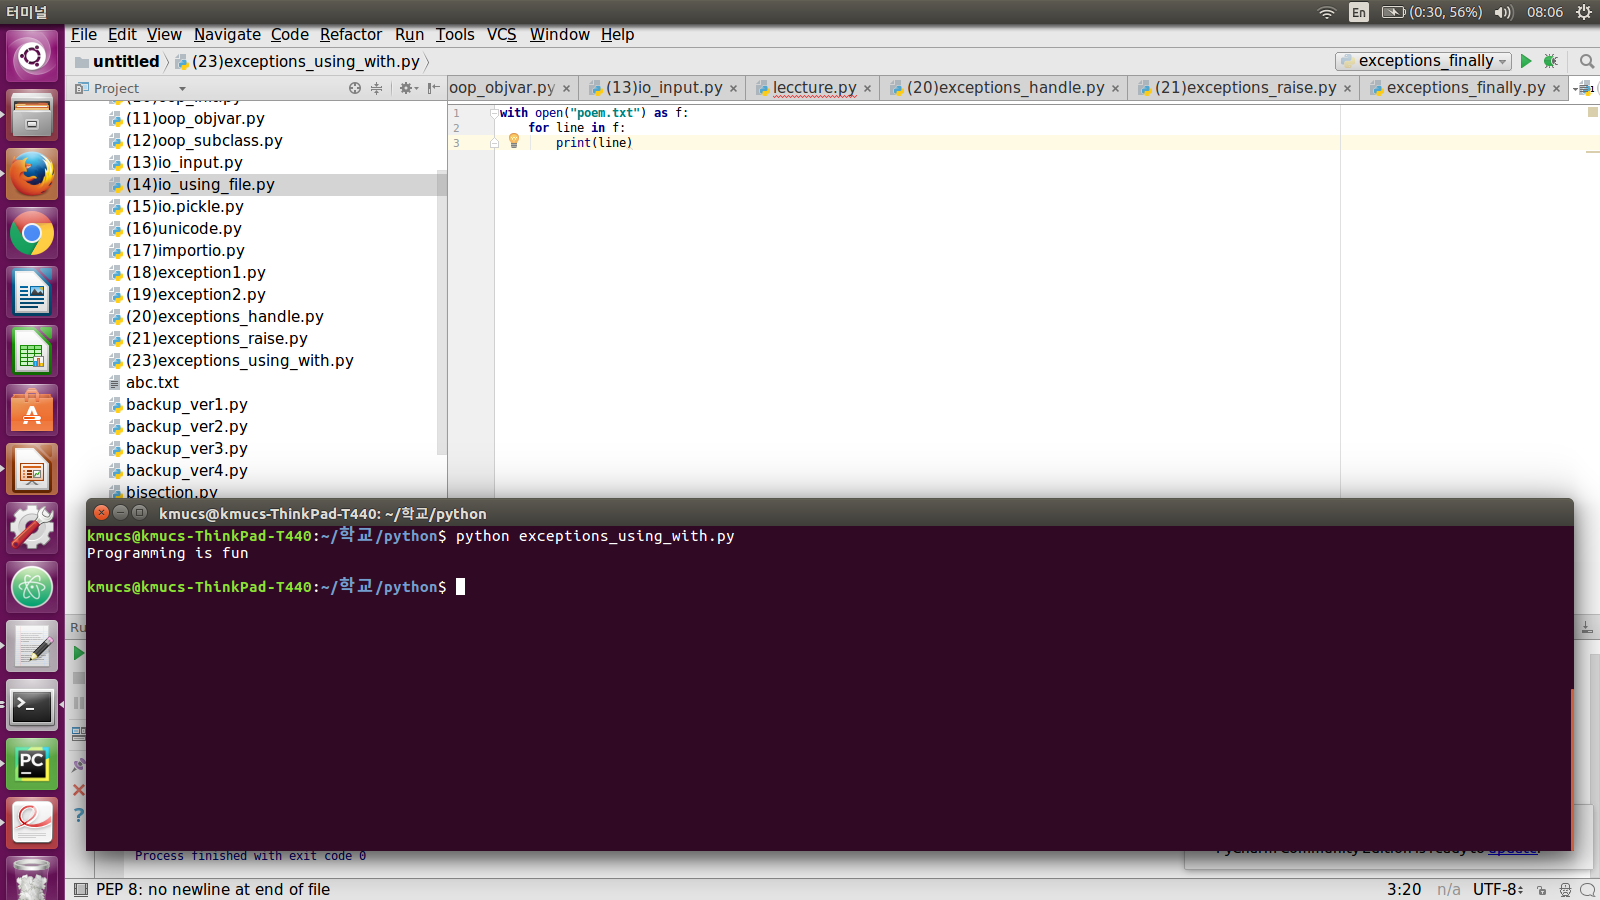 터미널
En
(0:30, 56%)
08:06
File Edit View Navigate Code Refactor Run Tools VCS Window Help
untitled (23)exceptions_using_with.py
exceptions_finally
Project
oop_objvar.py (13)io_input.py leccture.py (20)exceptions_handle.py (21)exceptions_raise.py exceptions_finally.py
(11)oop_objvar.py
(12)oop_subclass.py
(13)io_input.py
(14)io_using_file.py
(15)io.pickle.py
(16)unicode.py
(17)importio.py
(18)exception1.py
(19)exception2.py
(20)exceptions_handle.py
(21)exceptions_raise.py
(23)exceptions_using_with.py
abc.txt
backup_ver1.py
backup_ver2.py
backup_ver3.py
backup_ver4.py
bisection.py
1 with open("poem.txt") as f:
2 for line in f:
3 print(line)
kmucs@kmucs-ThinkPad-T440: ~/학교/python
kmucs@kmucs-ThinkPad-T440:~/학교/python$ python exceptions_using_with.py
Programming is fun
kmucs@kmucs-ThinkPad-T440:~/학교/python$
Ru
PC
Process finished with exit code 0
PyCharm Community Edition is ready to update.
PEP 8: no newline at end of file
3:20 n/a UTF-8